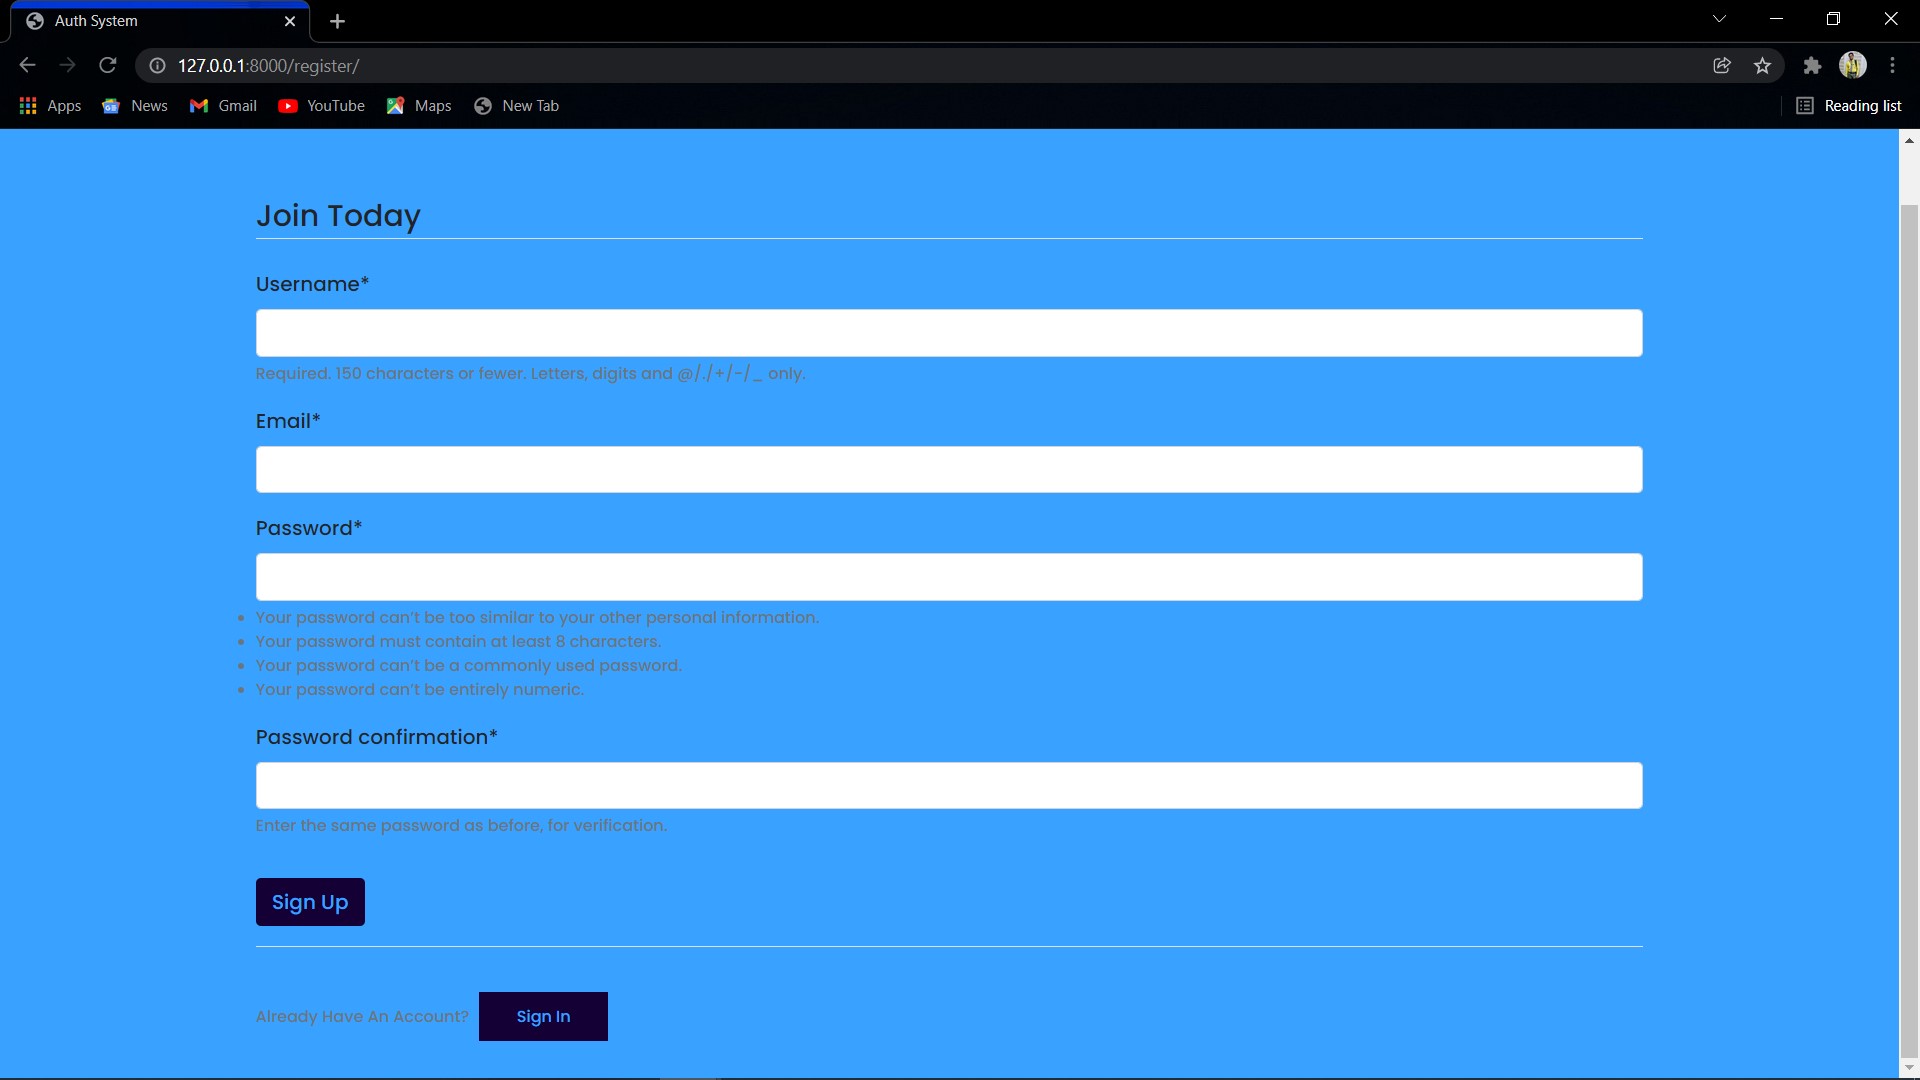 Auth System
127.0.0.1:8000/register/
Apps News Gmail YouTube Maps New Tab Reading list
Join Today
Username*
Required. 150 characters or fewer. Letters, digits and @/./+/-/_ only.
Email*
Password*
Your password can't be too similar to your other personal information.
Your password must contain at least 8 characters.
Your password can't be a commonly used password.
Your password can't be entirely numeric.
Password confirmation*
Enter the same password as before, for verification.
Sign Up
Already Have An Account? Sign In